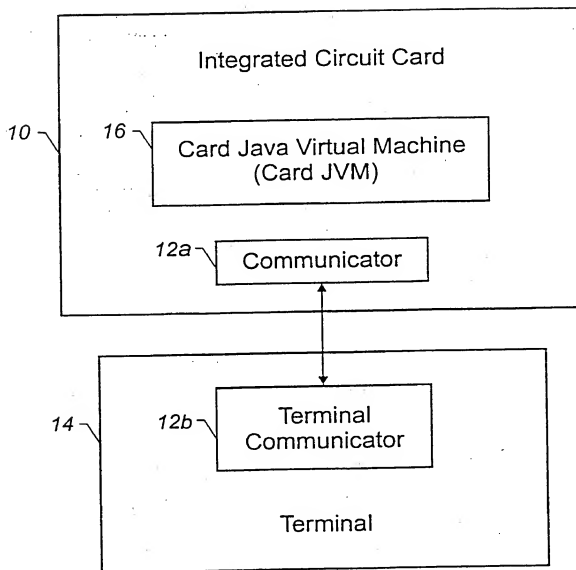 Integrated Circuit Card
10
16
Card Java Virtual Machine
(Card JVM)
12a
Communicator
14
12b
Terminal
Communicator
Terminal